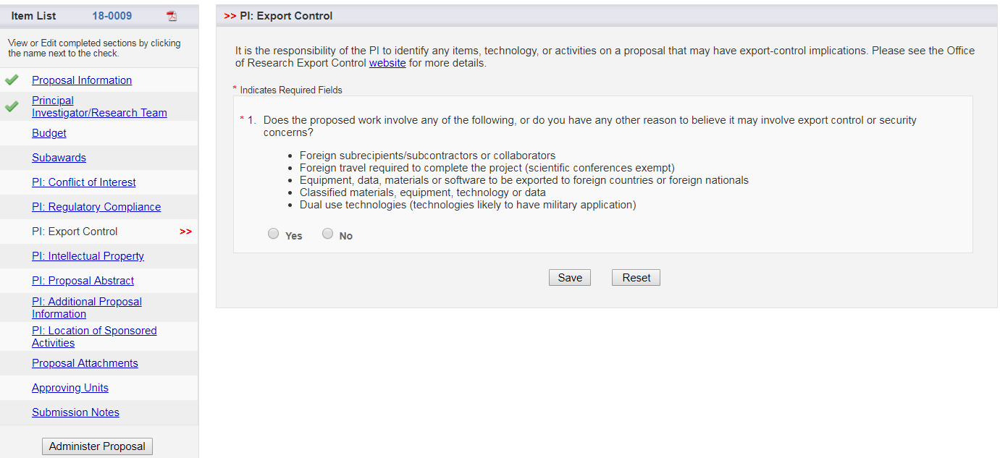 Item List 18-0009
View or Edit completed sections by clicking
the name next to the check.
Proposal Information
Principal
Investigator/Research Team
Budget
Subawards
PI: Conflict of Interest
PI: Regulatory Compliance
PI: Export Control >>
PI: Intellectual Property
PI: Proposal Abstract
PI: Additional Proposal
Information
PI: Location of Sponsored
Activities
Proposal Attachments
Approving Units
Submission Notes
Administer Proposal
>> PI: Export Control
It is the responsibility of the PI to identify any items, technology, or activities on a proposal that may have export-control implications. Please see the Office
of Research Export Control website for more details.
* Indicates Required Fields
* 1. Does the proposed work involve any of the following, or do you have any other reason to believe it may involve export control or security
concerns?
• Foreign subrecipients/subcontractors or collaborators
• Foreign travel required to complete the project (scientific conferences exempt)
• Equipment, data, materials or software to be exported to foreign countries or foreign nationals
• Classified materials, equipment, technology or data
• Dual use technologies (technologies likely to have military application)
Yes No
Save Reset